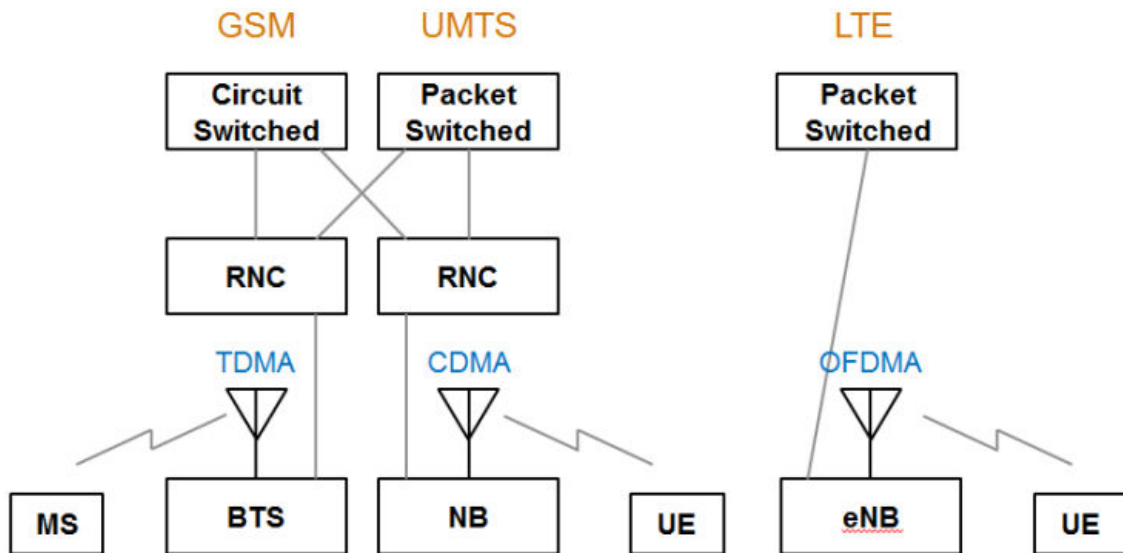 GSM
UMTS
LTE
Circuit
Switched
Packet
Switched
Packet
Switched
RNC
RNC
TDMA
CDMA
OFDMA
MS
BTS
NB
UE
eNB
UE